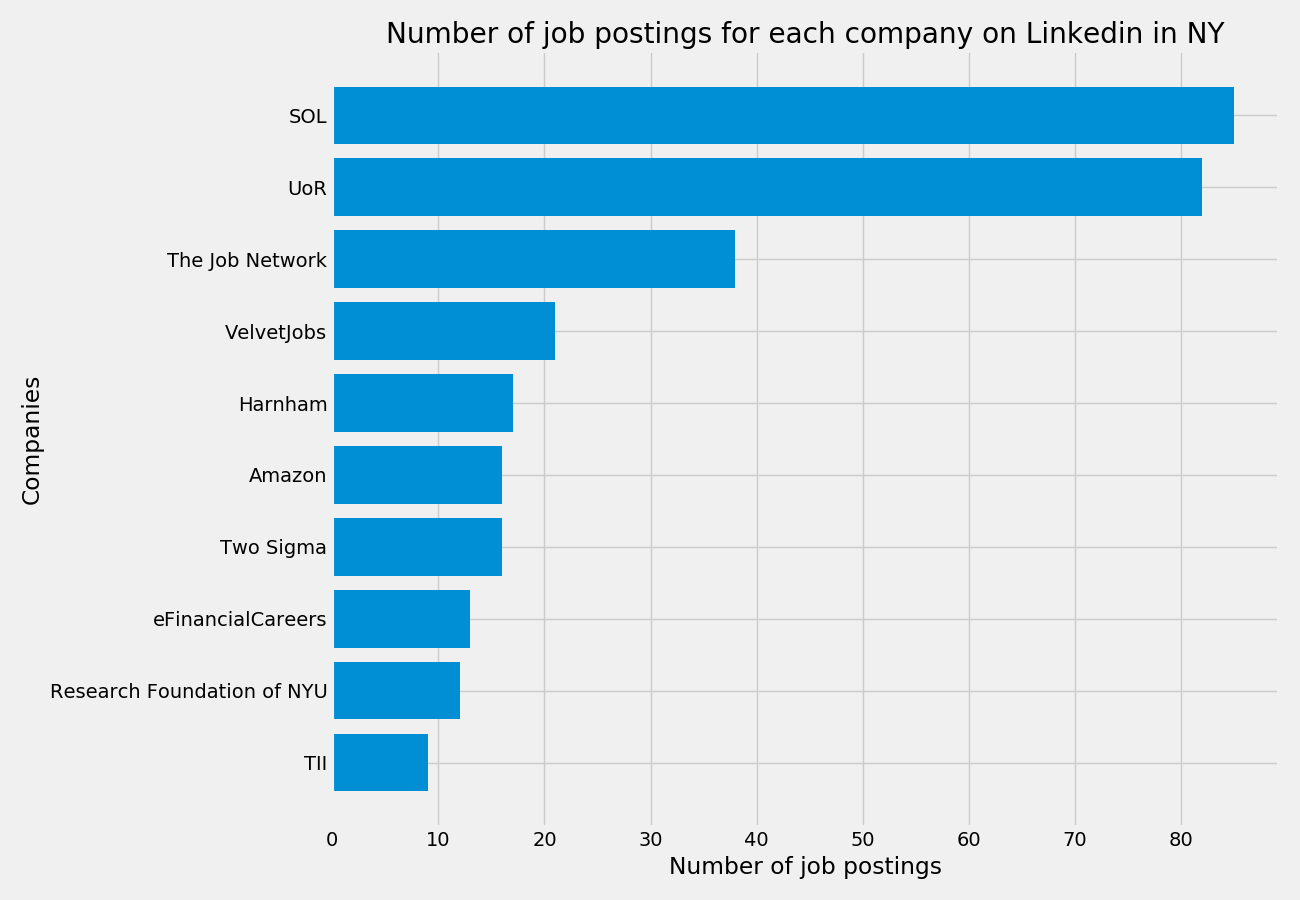 Number of job postings for each company on Linkedin in NY
SOL
UoR
The Job Network
VelvetJobs
Harnham
Amazon
Two Sigma
eFinancialCareers
Research Foundation of NYU
TII
Companies
0 10 20 30 40 50 60 70 80
Number of job postings